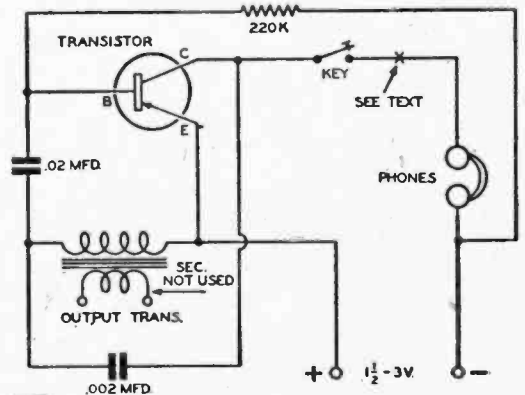 220K
TRANSISTOR
C
B
E
KEY
SEE TEXT
.02 MFD.
PHONES
SEC.
NOT USED
OUTPUT TRANS.
.002 MFD.
+ 1½ - 3V. -